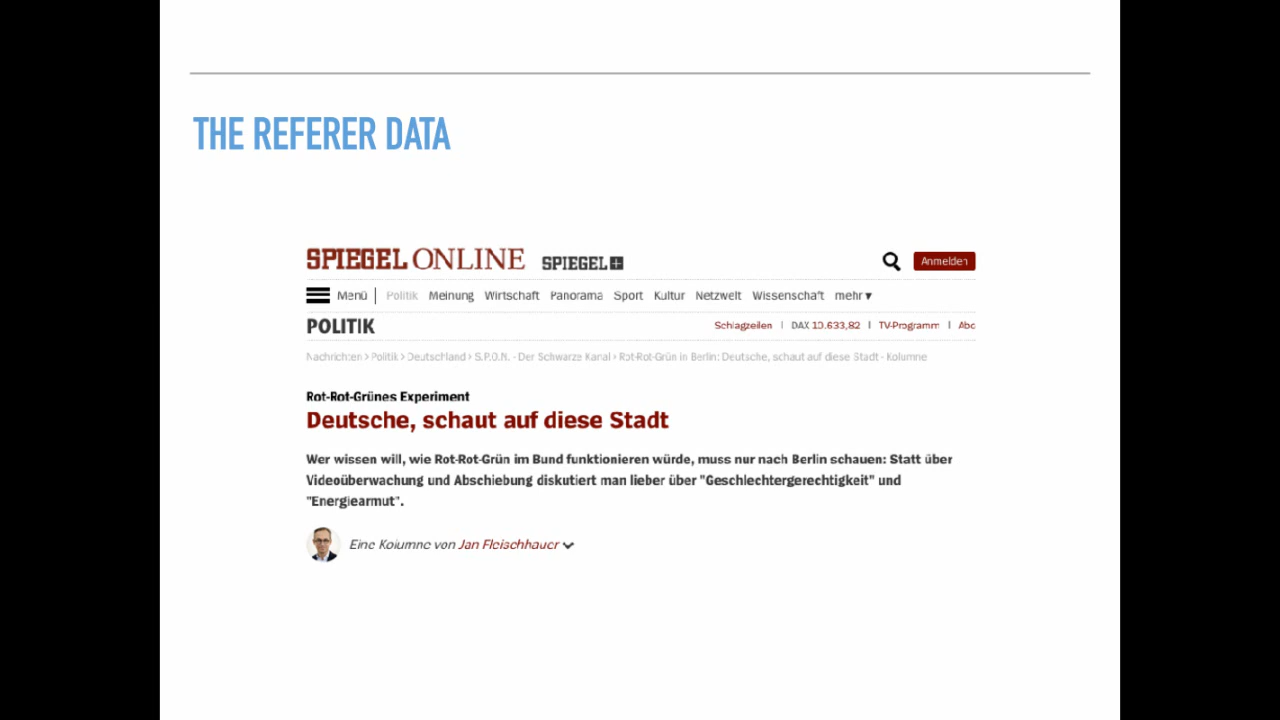 THE REFERER DATA
SPIEGEL ONLINE SPIEGEL+ Anmelden
Menü | Politik Meinung Wirtschaft Panorama Sport Kultur Netzwelt Wissenschaft mehr▼
POLITIK Schlagzeilen | DAX 10.633,82 | TV-Programm | Abo
Nachrichten > Politik > Deutschland > S.P.O.N. - Der Schwarze Kanal > Rot-Rot-Grün in Berlin: Deutsche, schaut auf diese Stadt - Kolumne
Rot-Rot-Grünes Experiment
Deutsche, schaut auf diese Stadt
Wer wissen will, wie Rot-Rot-Grün im Bund funktionieren würde, muss nur nach Berlin schauen: Statt über
Videoüberwachung und Abschiebung diskutiert man lieber über "Geschlechtergerechtigkeit" und
"Energiearmut".
Eine Kolumne von Jan Fleischhauer